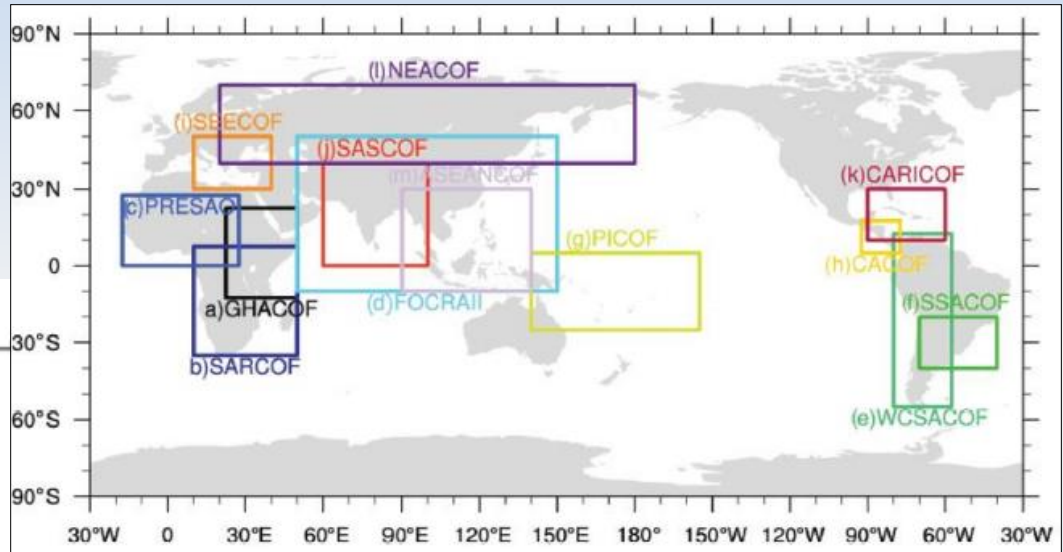 90°N
60°N
30°N
0
30°S
60°S
90°S
(l)NEACOF
(i)SEECOF
(j)SASCOF
(m)ASEANCOF
(k)CARICOF
(c)PRESAO
(g)PICOF
(h)CACOF
(d)FOCRAII
a)GHACOF
(f)SSACOF
b)SARCOF
(e)WCSACOF
30°W 0 30°E 60°E 90°E 120°E 150°E 180° 150°W 120°W 90°W 60°W 30°W